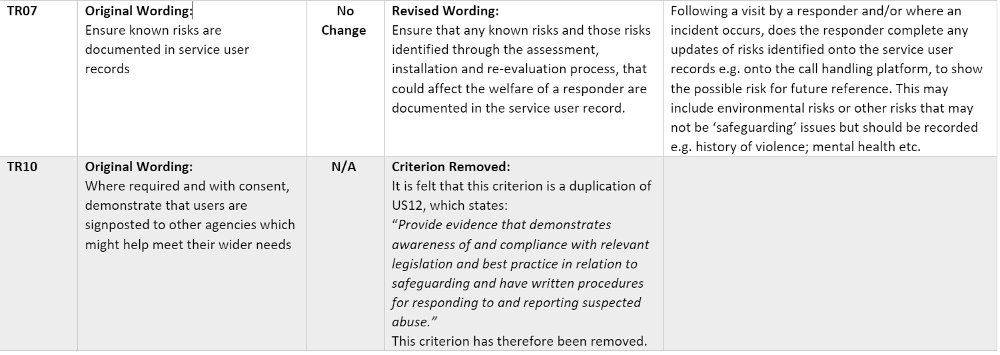 TR07
Original Wording:
Ensure known risks are
documented in service user
records
No
Change
Revised Wording:
Ensure that any known risks and those risks
identified through the assessment,
installation and re-evaluation process, that
could affect the welfare of a responder are
documented in the service user record.
Following a visit by a responder and/or where an
incident occurs, does the responder complete any
updates of risks identified onto the service user
records e.g. onto the call handling platform, to show
the possible risk for future reference. This may
include environmental risks or other risks that may
not be ‘safeguarding’ issues but should be recorded
e.g. history of violence; mental health etc.
TR10
Original Wording:
Where required and with consent,
demonstrate that users are
signposted to other agencies which
might help meet their wider needs
N/A
Criterion Removed:
It is felt that this criterion is a duplication of
US12, which states:
“Provide evidence that demonstrates
awareness of and compliance with relevant
legislation and best practice in relation to
safeguarding and have written procedures
for responding to and reporting suspected
abuse.”
This criterion has therefore been removed.